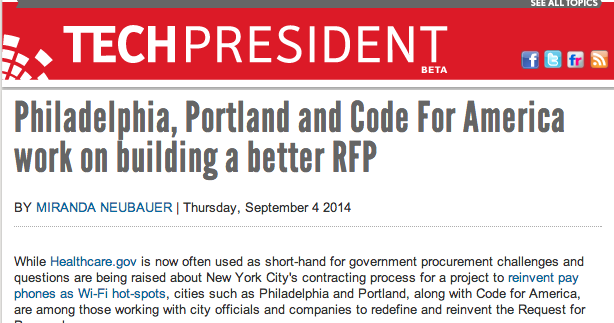 SEE ALL TOPICS
TECHPRESIDENT
BETA
Philadelphia, Portland and Code For America
work on building a better RFP
BY MIRANDA NEUBAUER | Thursday, September 4 2014
While Healthcare.gov is now often used as short-hand for government procurement challenges and
questions are being raised about New York City's contracting process for a project to reinvent pay
phones as Wi-Fi hot-spots, cities such as Philadelphia and Portland, along with Code for America,
are among those working with city officials and companies to redefine and reinvent the Request for